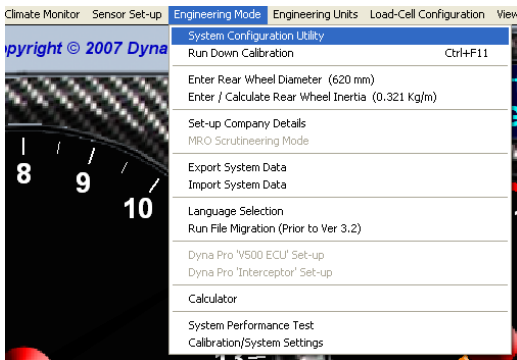 Climate Monitor Sensor Set-up Engineering Mode Engineering Units Load-Cell Configuration View
opyright © 2007 Dyna
System Configuration Utility
Run Down Calibration Ctrl+F11
Enter Rear Wheel Diameter (620 mm)
Enter / Calculate Rear Wheel Inertia (0.321 Kg/m)
Set-up Company Details
MRO Scrutineering Mode
Export System Data
Import System Data
Language Selection
Run File Migration (Prior to Ver 3.2)
Dyna Pro 'V500 ECU' Set-up
Dyna Pro 'Interceptor' Set-up
Calculator
System Performance Test
Calibration/System Settings
8
9
10